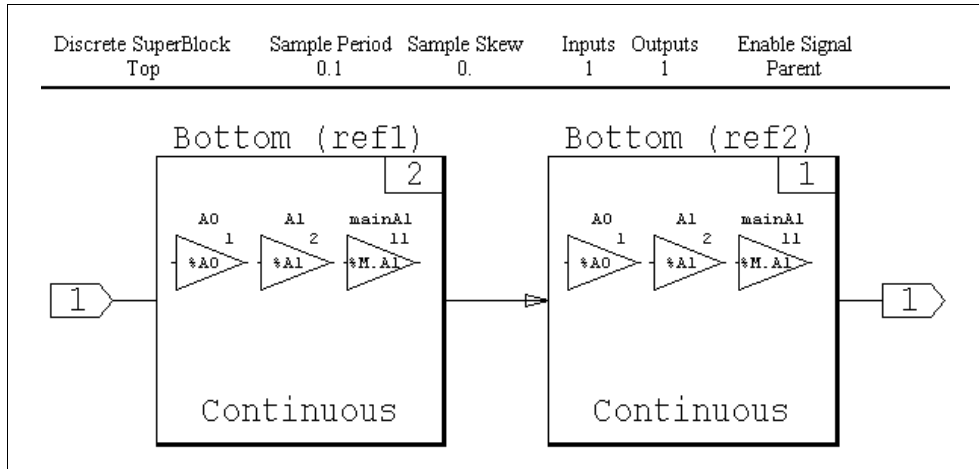 Discrete SuperBlock Sample Period Sample Skew Inputs Outputs Enable Signal
Top 0.1 0. 1 1 Parent
Bottom (ref1) Bottom (ref2)
2 1
A0 A1 mainA1 A0 A1 mainA1
1 2 11 1 2 11
%A0 %A1 %M.A1 %A0 %A1 %M.A1
1 1
Continuous Continuous